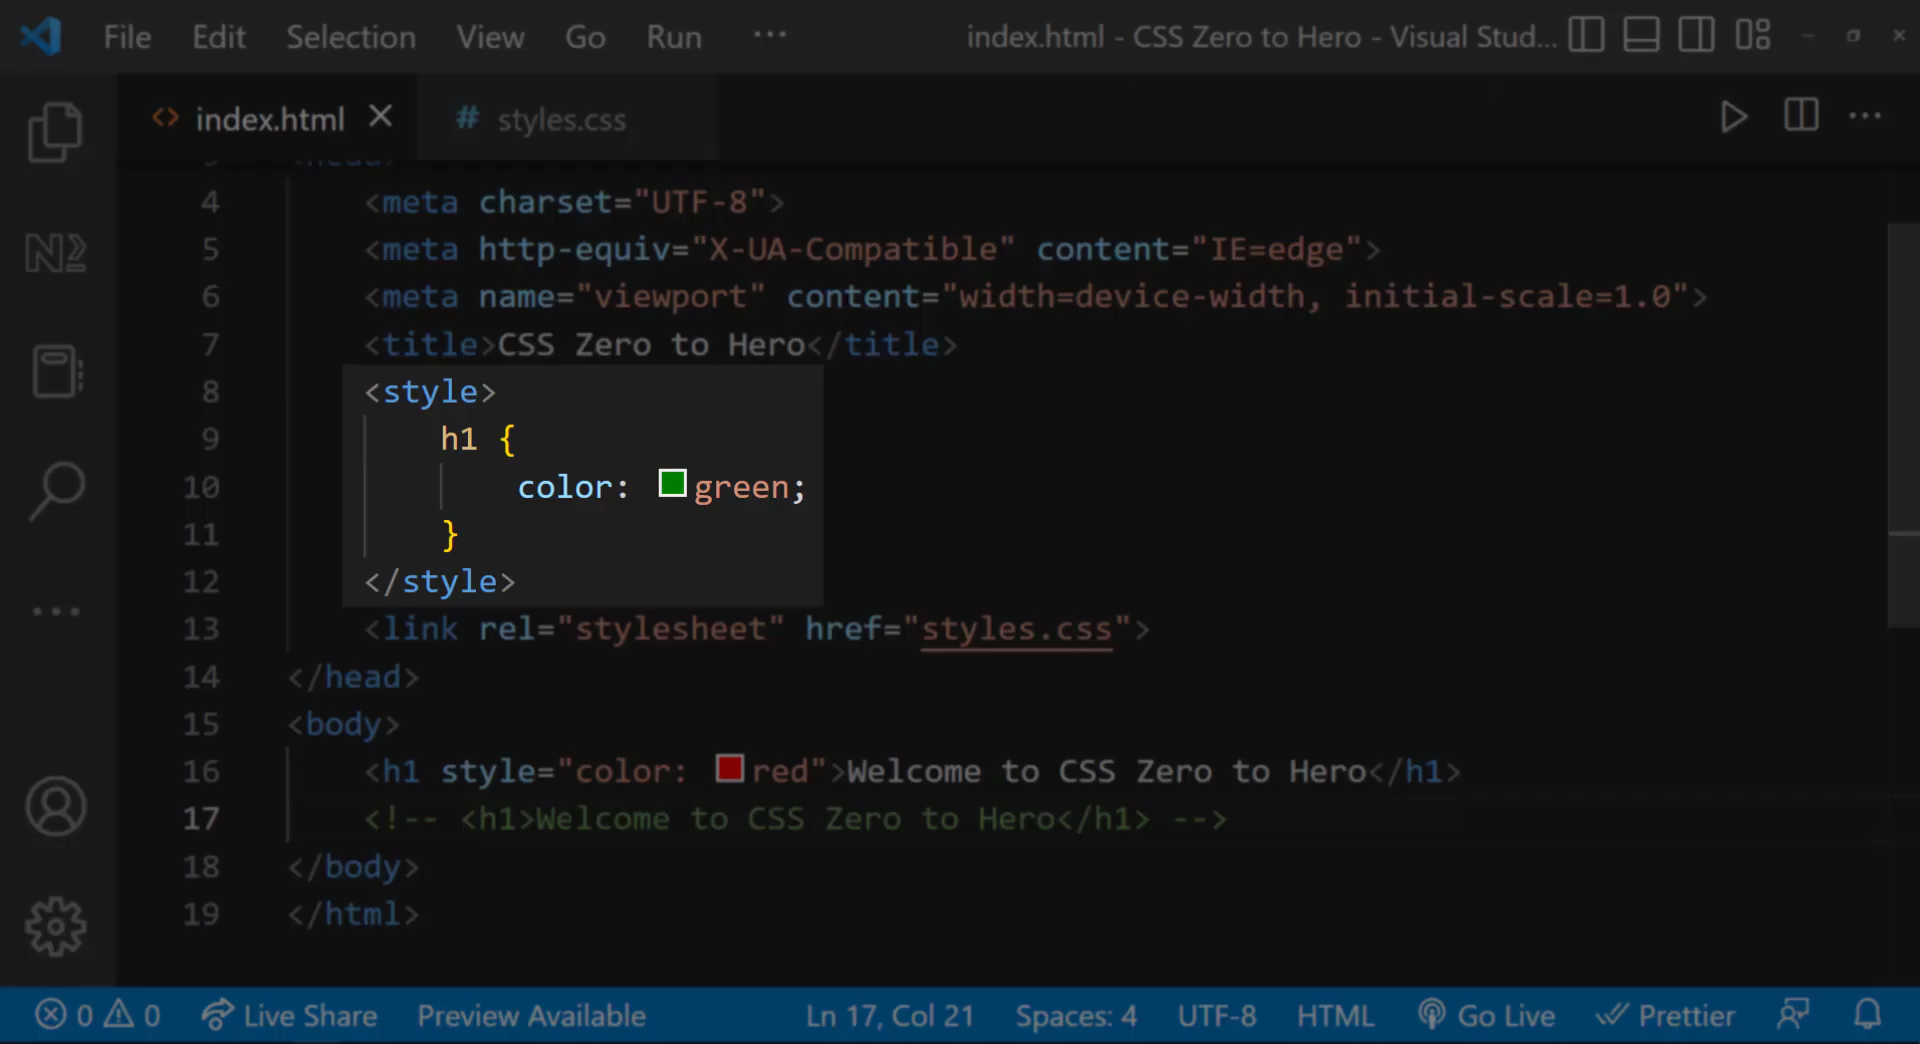 File Edit Selection View Go Run ··· index.html - CSS Zero to Hero - Visual Stud...
<> index.html # styles.css
4 <meta charset="UTF-8">
5 <meta http-equiv="X-UA-Compatible" content="IE=edge">
6 <meta name="viewport" content="width=device-width, initial-scale=1.0">
7 <title>CSS Zero to Hero</title>
8 <style>
9 h1 {
10 color: green;
11 }
12 </style>
13 <link rel="stylesheet" href="styles.css">
14 </head>
15 <body>
16 <h1 style="color: red">Welcome to CSS Zero to Hero</h1>
17 <!-- <h1>Welcome to CSS Zero to Hero</h1> -->
18 </body>
19 </html>
0 0 Live Share Preview Available Ln 17, Col 21 Spaces: 4 UTF-8 HTML Go Live Prettier